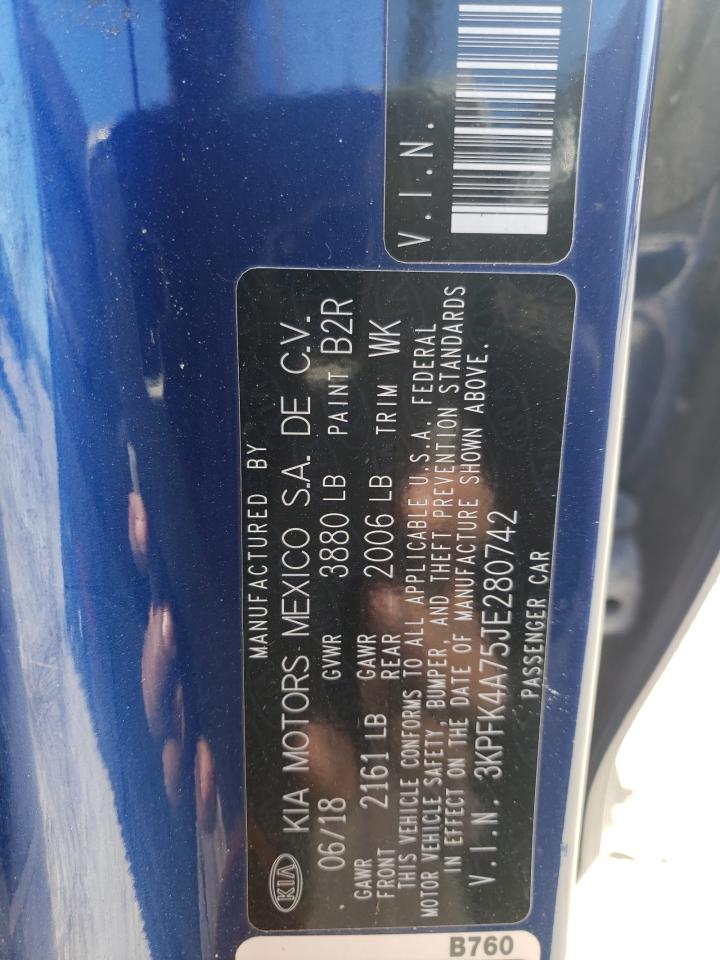 V.I.N.
MANUFACTURED BY
KIA KIA MOTORS MEXICO S.A. DE C.V.
06/18 GVWR 3880 LB PAINT B2R
GAWR FRONT 2161 LB GAWR REAR 2006 LB TRIM WK
THIS VEHICLE CONFORMS TO ALL APPLICABLE U.S.A. FEDERAL
MOTOR VEHICLE SAFETY, BUMPER, AND THEFT PREVENTION STANDARDS
IN EFFECT ON THE DATE OF MANUFACTURE SHOWN ABOVE.
V.I.N. 3KPFK4A75JE280742
PASSENGER CAR
B760